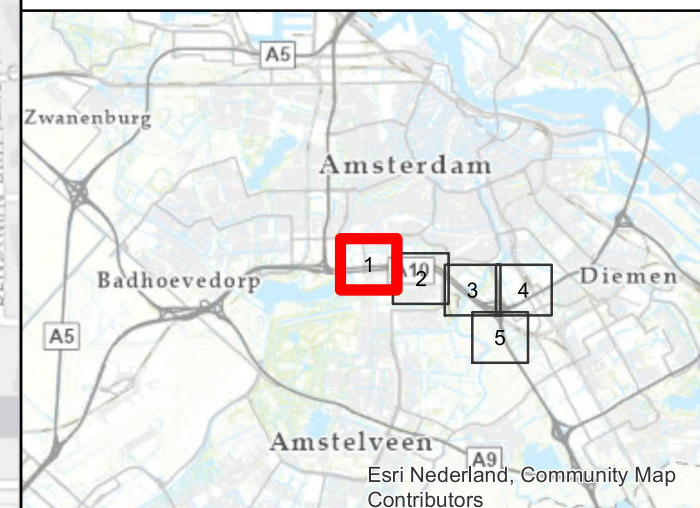 A5
Zwanenburg
Amsterdam
1
A10
2
Badhoevedorp
3
4
Diemen
A5
5
Amstelveen
A9
Esri Nederland, Community Map
Contributors